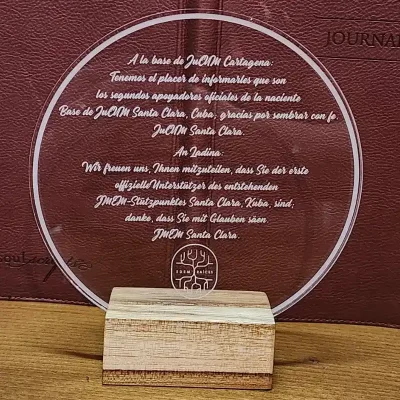 A la base de JuCUM Cartagena:
Tenemos el placer de informarles que son
los segundos apoyadores oficiales de la naciente
Base de JuCUM Santa Clara, Cuba, gracias por sembrar con fe.
JuCUM Santa Clara.
An Ladina:
Wir freuen uns, Ihnen mitzuteilen, dass Sie der erste
offizielle Unterstützer des entstehenden
JMEM-Stützpunktes Santa Clara, Kuba, sind;
danke, dass Sie mit Glauben säen.
JMEM Santa Clara.
JOURNAL